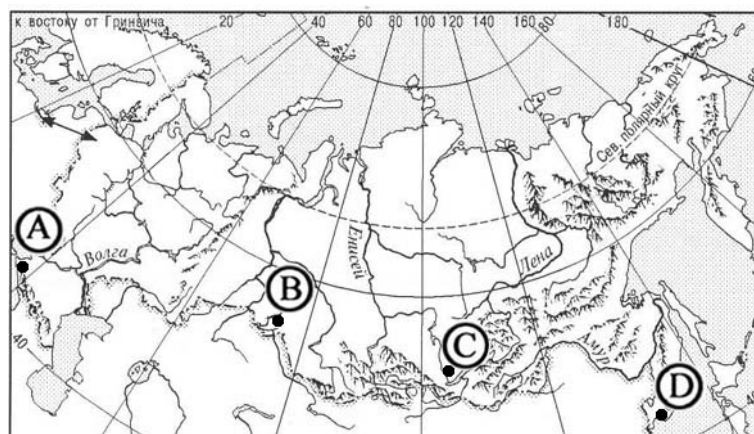 к востоку от Гринвича
20
40
60
80
100
120
140
160
80
180
Сев. полярный круг
A
Волга
Енисей
Лена
B
40
C
Амур
D